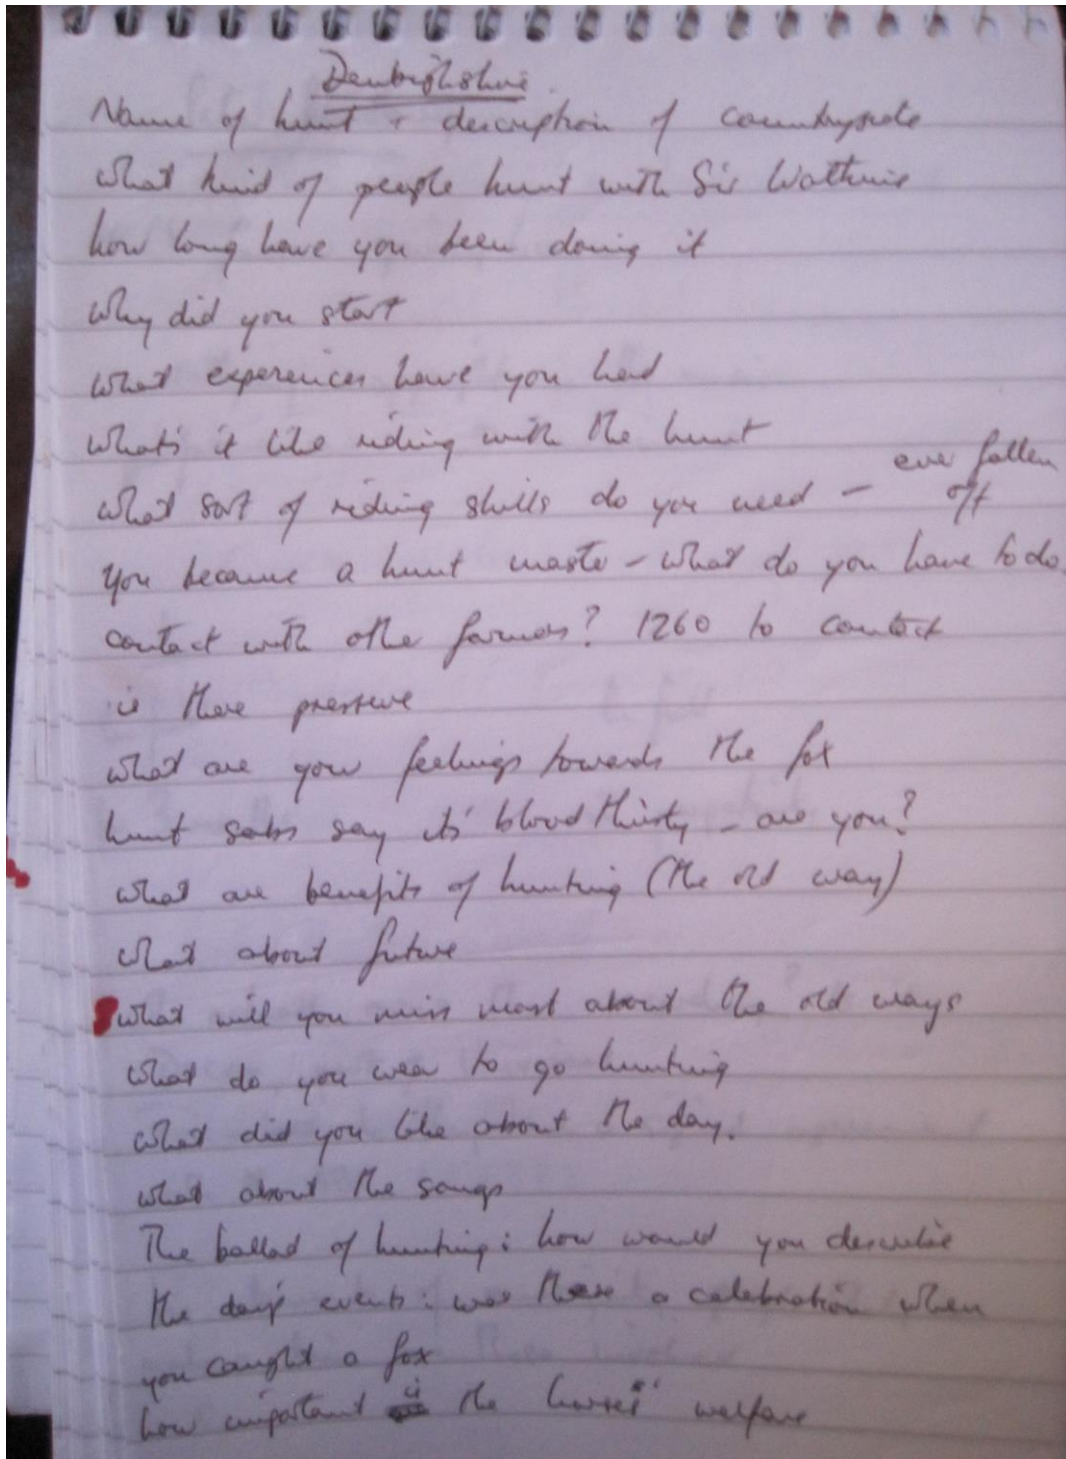 Denbighshire
Name of hunt + description of countryside
What kind of people hunt with Sir Watkins
how long have you been doing it
Why did you start
What experiences have you had
What's it like riding with the hunt
What sort of riding skills do you need - ever fallen off
You became a hunt master - what do you have to do
contact with other farmers? 1260 to contact
is there pressure
what are your feelings towards the fox
hunt sabs say its' blood thirsty - are you?
What are benefits of hunting (the old way)
What about future
What will you miss most about the old ways
What do you wear to go hunting
What did you like about the day.
What about the songs
The ballad of hunting: how would you describe
the day's events: was there a celebration when
you caught a fox
how important is the horses' welfare